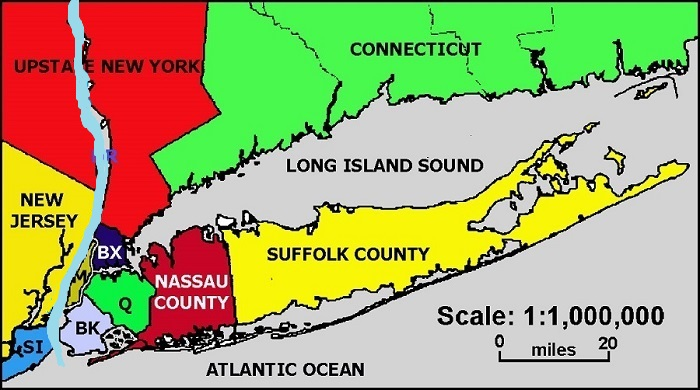 CONNECTICUT
UPSTATE NEW YORK
LONG ISLAND SOUND
NEW
JERSEY
SUFFOLK COUNTY
BX
NASSAU
COUNTY
M
Q
BK
SI
Scale: 1:1,000,000
0 miles 20
ATLANTIC OCEAN